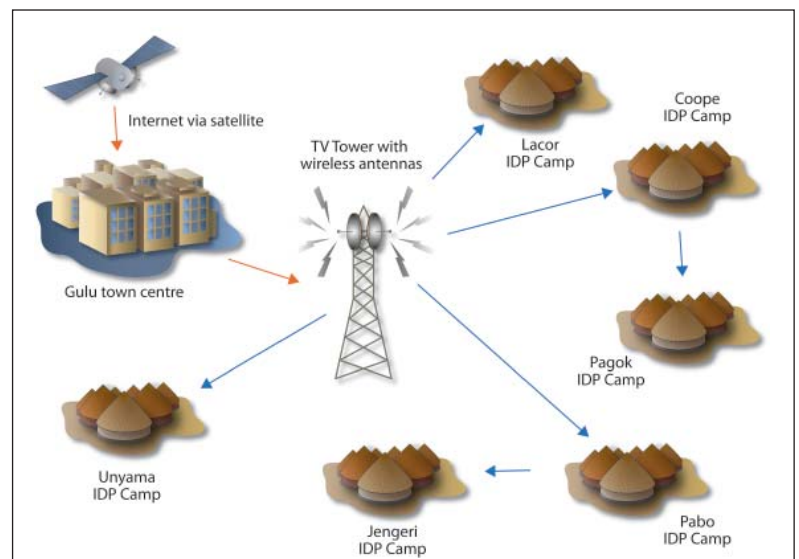 Internet via satellite
Gulu town centre
TV Tower with
wireless antennas
Lacor
IDP Camp
Coope
IDP Camp
Pagok
IDP Camp
Unyama
IDP Camp
Jengeri
IDP Camp
Pabo
IDP Camp